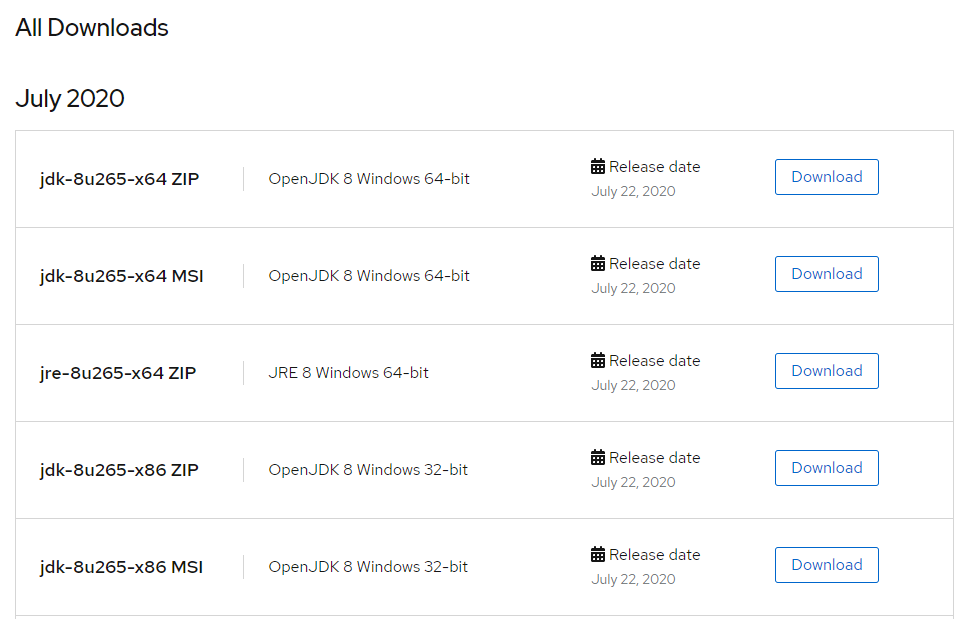 All Downloads
July 2020
jdk-8u265-x64 ZIP
OpenJDK 8 Windows 64-bit
Release date
July 22, 2020
Download
jdk-8u265-x64 MSI
OpenJDK 8 Windows 64-bit
Release date
July 22, 2020
Download
jre-8u265-x64 ZIP
JRE 8 Windows 64-bit
Release date
July 22, 2020
Download
jdk-8u265-x86 ZIP
OpenJDK 8 Windows 32-bit
Release date
July 22, 2020
Download
jdk-8u265-x86 MSI
OpenJDK 8 Windows 32-bit
Release date
July 22, 2020
Download